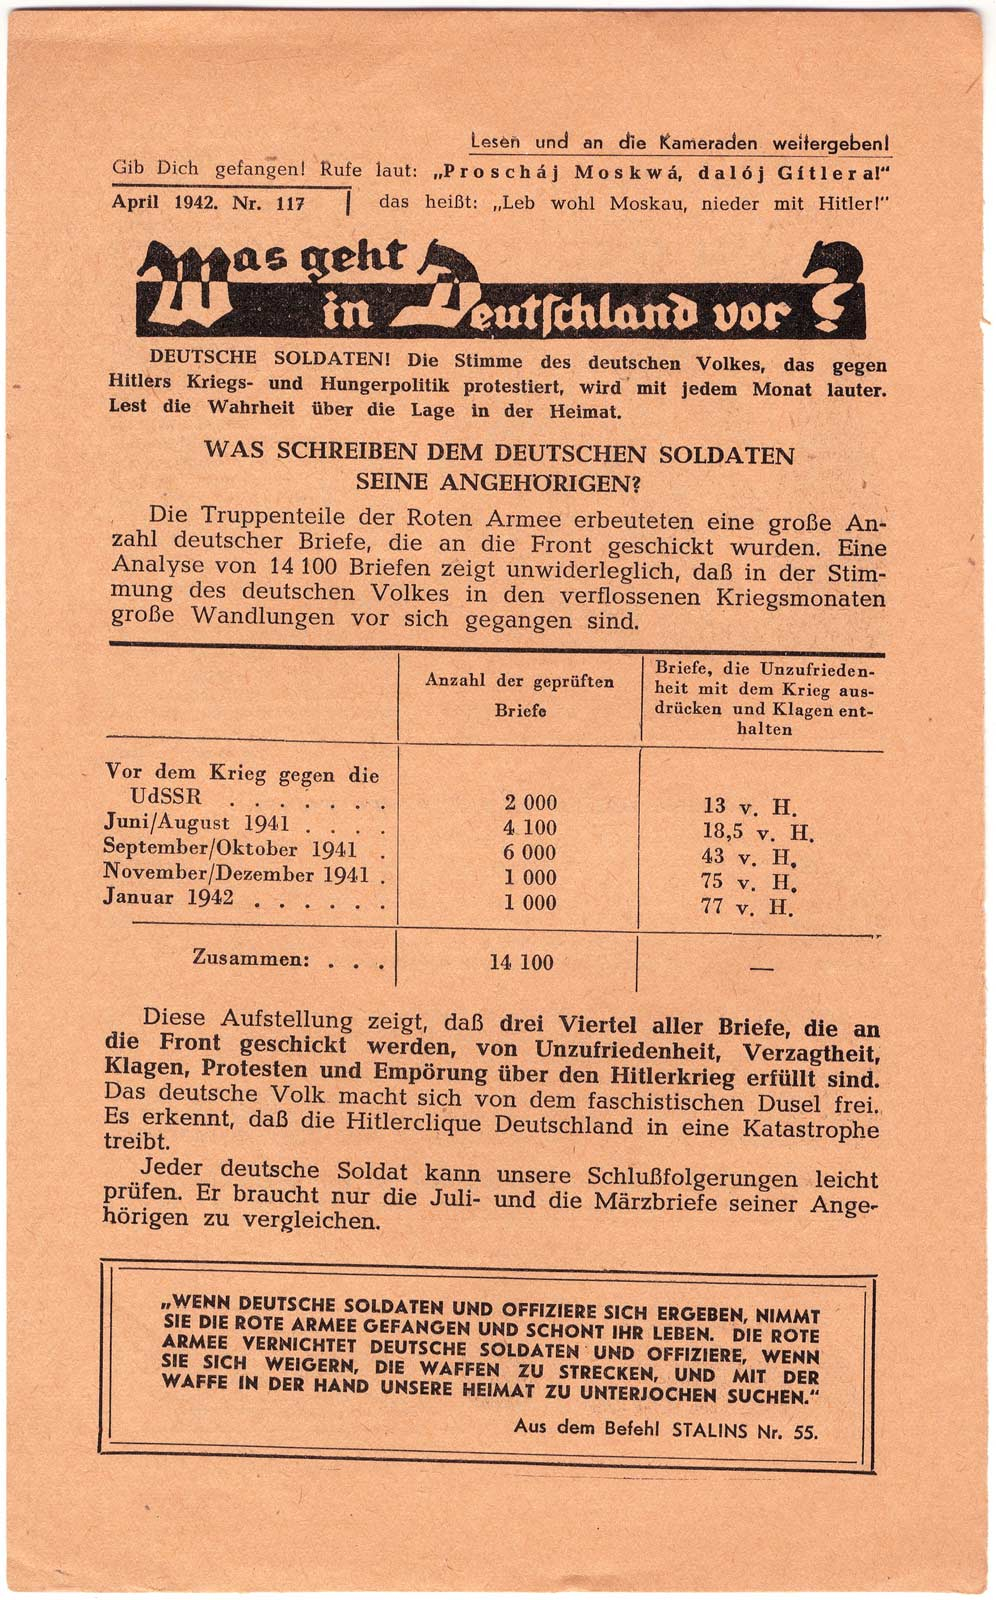 Lesen und an die Kameraden weitergeben!
Gib Dich gefangen! Rufe laut: „Proscháj Moskwá, dalój Gítlera!“
April 1942. Nr. 117 | das heißt: „Leb wohl Moskau, nieder mit Hitler!“
Was geht
in Deutschland vor?
DEUTSCHE SOLDATEN! Die Stimme des deutschen Volkes, das gegen
Hitlers Kriegs- und Hungerpolitik protestiert, wird mit jedem Monat lauter.
Lest die Wahrheit über die Lage in der Heimat.
WAS SCHREIBEN DEM DEUTSCHEN SOLDATEN
SEINE ANGEHÖRIGEN?
Die Truppenteile der Roten Armee erbeuteten eine große An-
zahl deutscher Briefe, die an die Front geschickt wurden. Eine
Analyse von 14 100 Briefen zeigt unwiderleglich, daß in der Stim-
mung des deutschen Volkes in den verflossenen Kriegsmonaten
große Wandlungen vor sich gegangen sind.
Anzahl der geprüften
Briefe
Briefe, die Unzufrieden-
heit mit dem Krieg aus-
drücken und Klagen ent-
halten
Vor dem Krieg gegen die
UdSSR . . . . . . . 2 000 13 v. H.
Juni/August 1941 . . . . 4 100 18,5 v. H.
September/Oktober 1941 . 6 000 43 v. H.
November/Dezember 1941 . 1 000 75 v. H.
Januar 1942 . . . . . . 1 000 77 v. H.
Zusammen: . . . 14 100 —
Diese Aufstellung zeigt, daß drei Viertel aller Briefe, die an
die Front geschickt werden, von Unzufriedenheit, Verzagtheit,
Klagen, Protesten und Empörung über den Hitlerkrieg erfüllt sind.
Das deutsche Volk macht sich von dem faschistischen Dusel frei.
Es erkennt, daß die Hitlerclique Deutschland in eine Katastrophe
treibt.
Jeder deutsche Soldat kann unsere Schlußfolgerungen leicht
prüfen. Er braucht nur die Juli- und die Märzbriefe seiner Ange-
hörigen zu vergleichen.
„WENN DEUTSCHE SOLDATEN UND OFFIZIERE SICH ERGEBEN, NIMMT
SIE DIE ROTE ARMEE GEFANGEN UND SCHONT IHR LEBEN. DIE ROTE
ARMEE VERNICHTET DEUTSCHE SOLDATEN UND OFFIZIERE, WENN
SIE SICH WEIGERN, DIE WAFFEN ZU STRECKEN, UND MIT DER
WAFFE IN DER HAND UNSERE HEIMAT ZU UNTERJOCHEN SUCHEN.“
Aus dem Befehl STALINS Nr. 55.